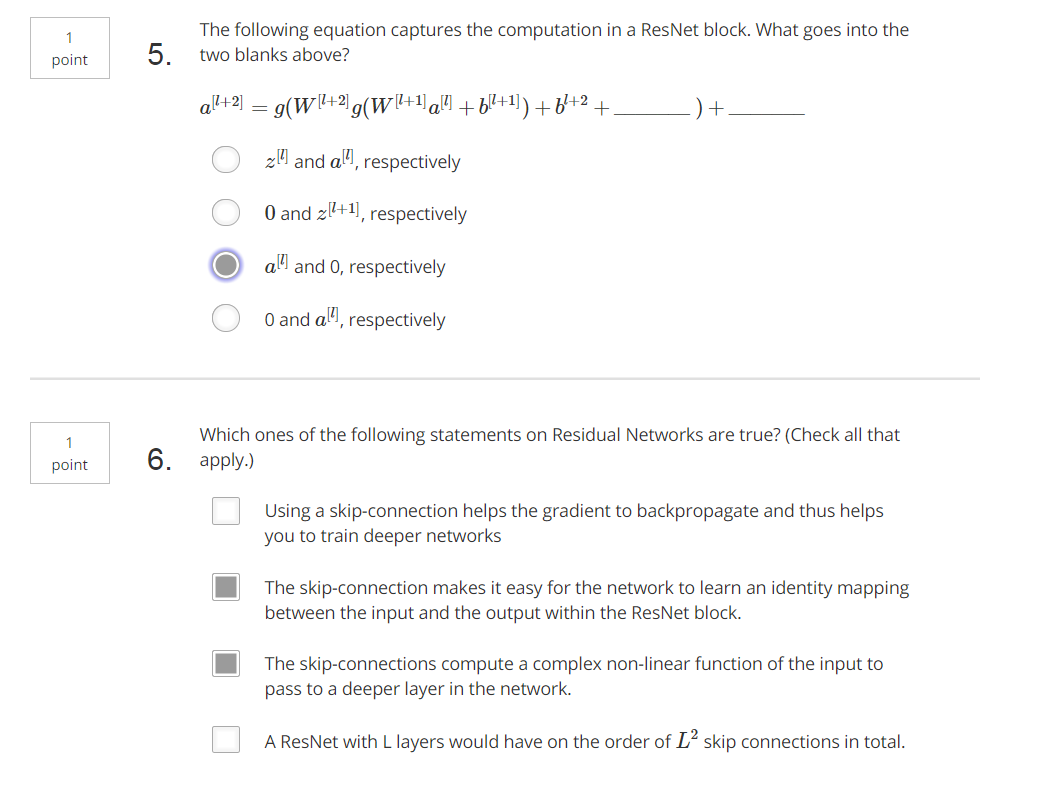 1
point
5.
The following equation captures the computation in a ResNet block. What goes into the
two blanks above?
a^{[l+2]} = g(W^{[l+2]}g(W^{[l+1]}a^{[l]} + b^{[l+1]}) + b^{l+2} + _______ ) + _______
z^{[l]} and a^{[l]}, respectively
0 and z^{[l+1]}, respectively
a^{[l]} and 0, respectively
0 and a^{[l]}, respectively
1
point
6.
Which ones of the following statements on Residual Networks are true? (Check all that
apply.)
Using a skip-connection helps the gradient to backpropagate and thus helps
you to train deeper networks
The skip-connection makes it easy for the network to learn an identity mapping
between the input and the output within the ResNet block.
The skip-connections compute a complex non-linear function of the input to
pass to a deeper layer in the network.
A ResNet with L layers would have on the order of L² skip connections in total.